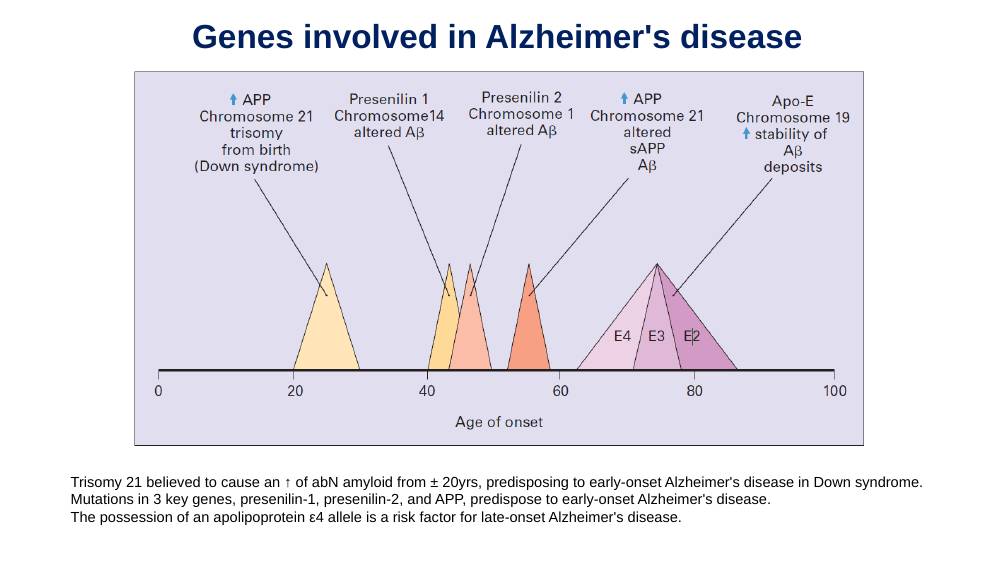 Genes involved in Alzheimer's disease
⬆ APP
Chromosome 21
trisomy
from birth
(Down syndrome)
Presenilin 1
Chromosome14
altered Aβ
Presenilin 2
Chromosome 1
altered Aβ
⬆ APP
Chromosome 21
altered
sAPP
Aβ
Apo-E
Chromosome 19
⬆ stability of
Aβ
deposits
E4 E3 E2
0 20 40 60 80 100
Age of onset
Trisomy 21 believed to cause an ↑ of abN amyloid from ± 20yrs, predisposing to early-onset Alzheimer's disease in Down syndrome.
Mutations in 3 key genes, presenilin-1, presenilin-2, and APP, predispose to early-onset Alzheimer's disease.
The possession of an apolipoprotein ε4 allele is a risk factor for late-onset Alzheimer's disease.